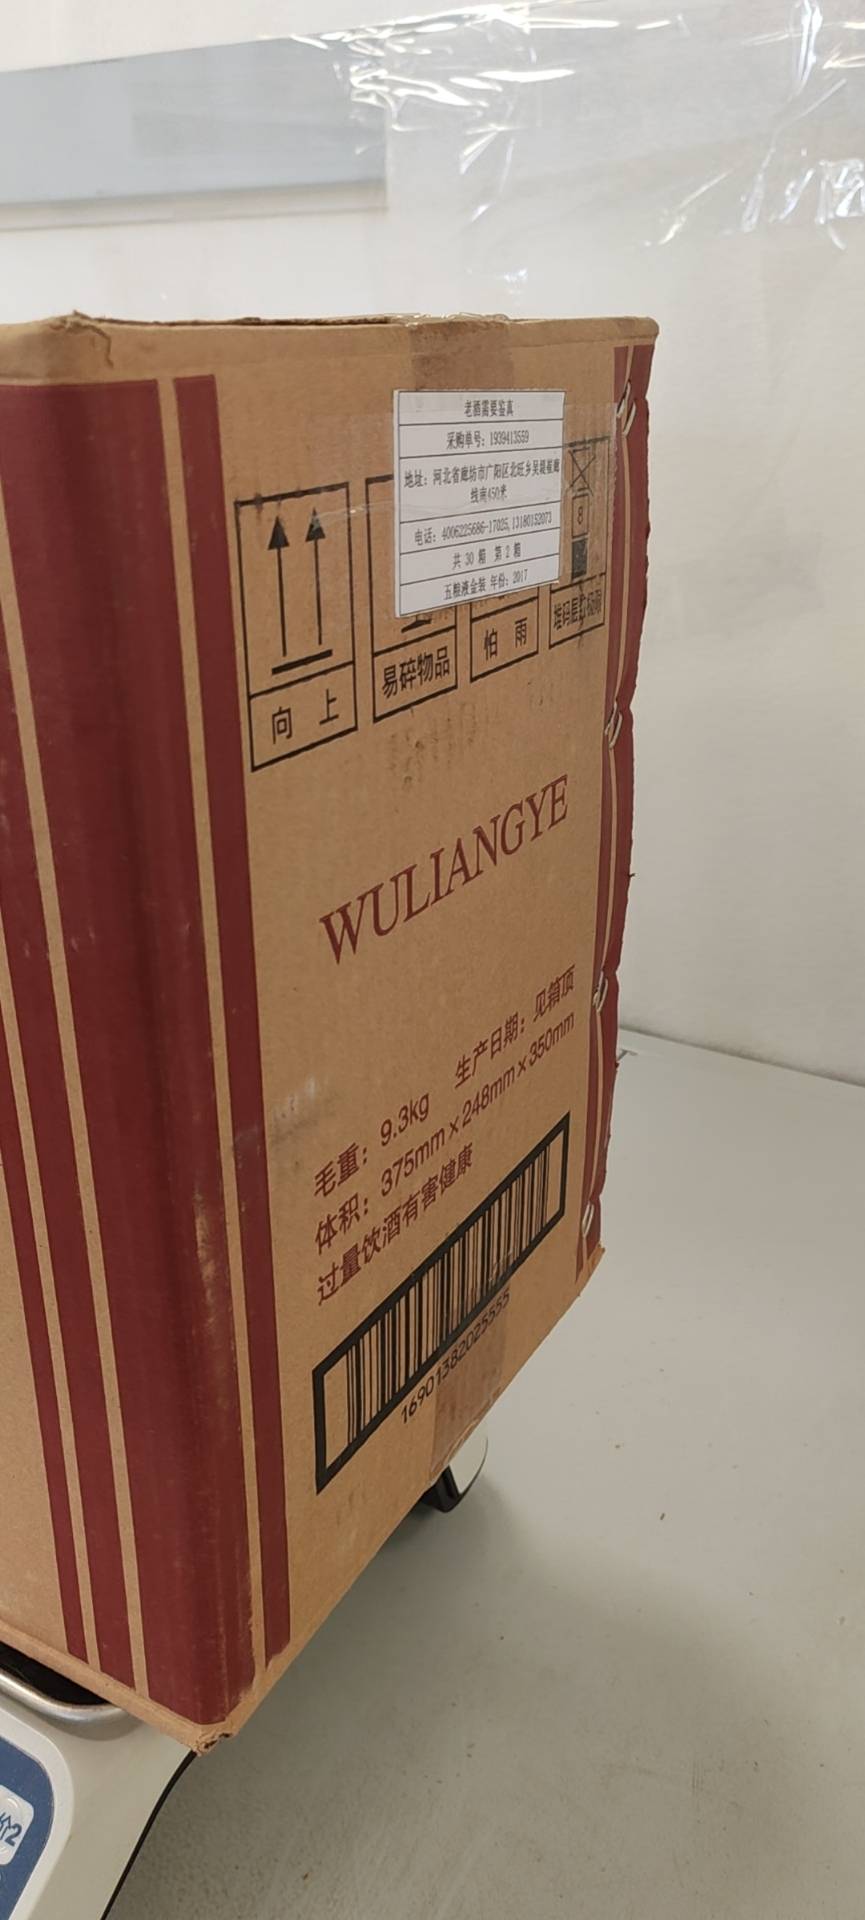 老酒需要鉴真
采购单号：1939413559
地址：河北省廊坊市广阳区北旺乡吴堤崔廊
线南450米
电话：4006225686-17025,13180152073
共 30 箱 第 2 箱
五粮液金装 年份：2017
8
向 上
易碎物品
怕 雨
堆码层数极限
WULIANGYE
毛重：9.3kg 生产日期：见箱顶
体积：375mm×248mm×350mm
过量饮酒有害健康
16901382025555